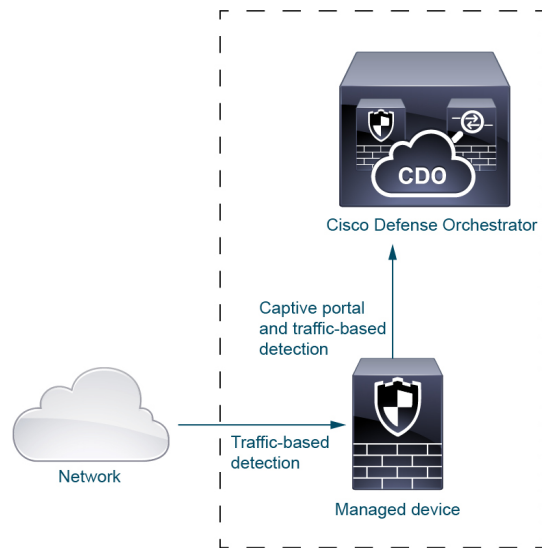 CDO
Cisco Defense Orchestrator
Captive portal
and traffic-based
detection
Traffic-based
detection
Network
Managed device